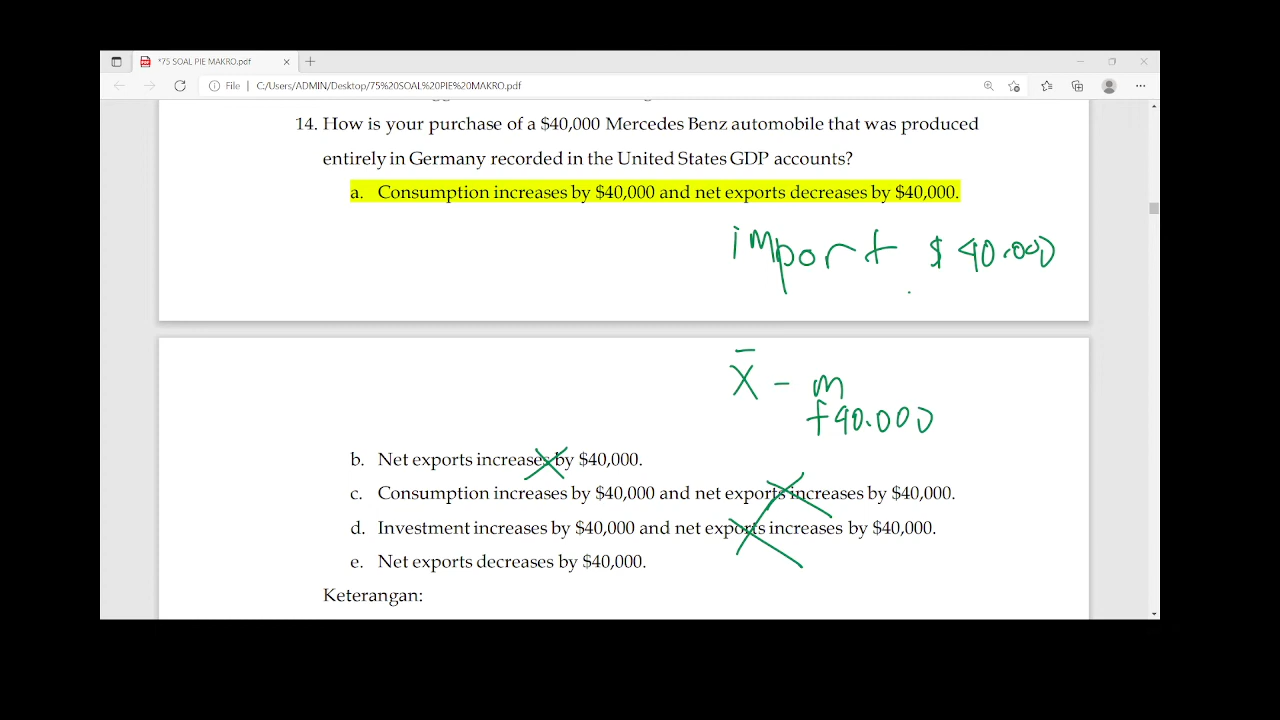 *75 SOAL PIE MAKRO.pdf
File | C:/Users/ADMIN/Desktop/75%20SOAL%20PIE%20MAKRO.pdf
14. How is your purchase of a $40,000 Mercedes Benz automobile that was produced
entirely in Germany recorded in the United States GDP accounts?
a. Consumption increases by $40,000 and net exports decreases by $40,000.
import $ 40.000
X - m
+40.000
b. Net exports increases by $40,000.
c. Consumption increases by $40,000 and net exports increases by $40,000.
d. Investment increases by $40,000 and net exports increases by $40,000.
e. Net exports decreases by $40,000.
Keterangan: